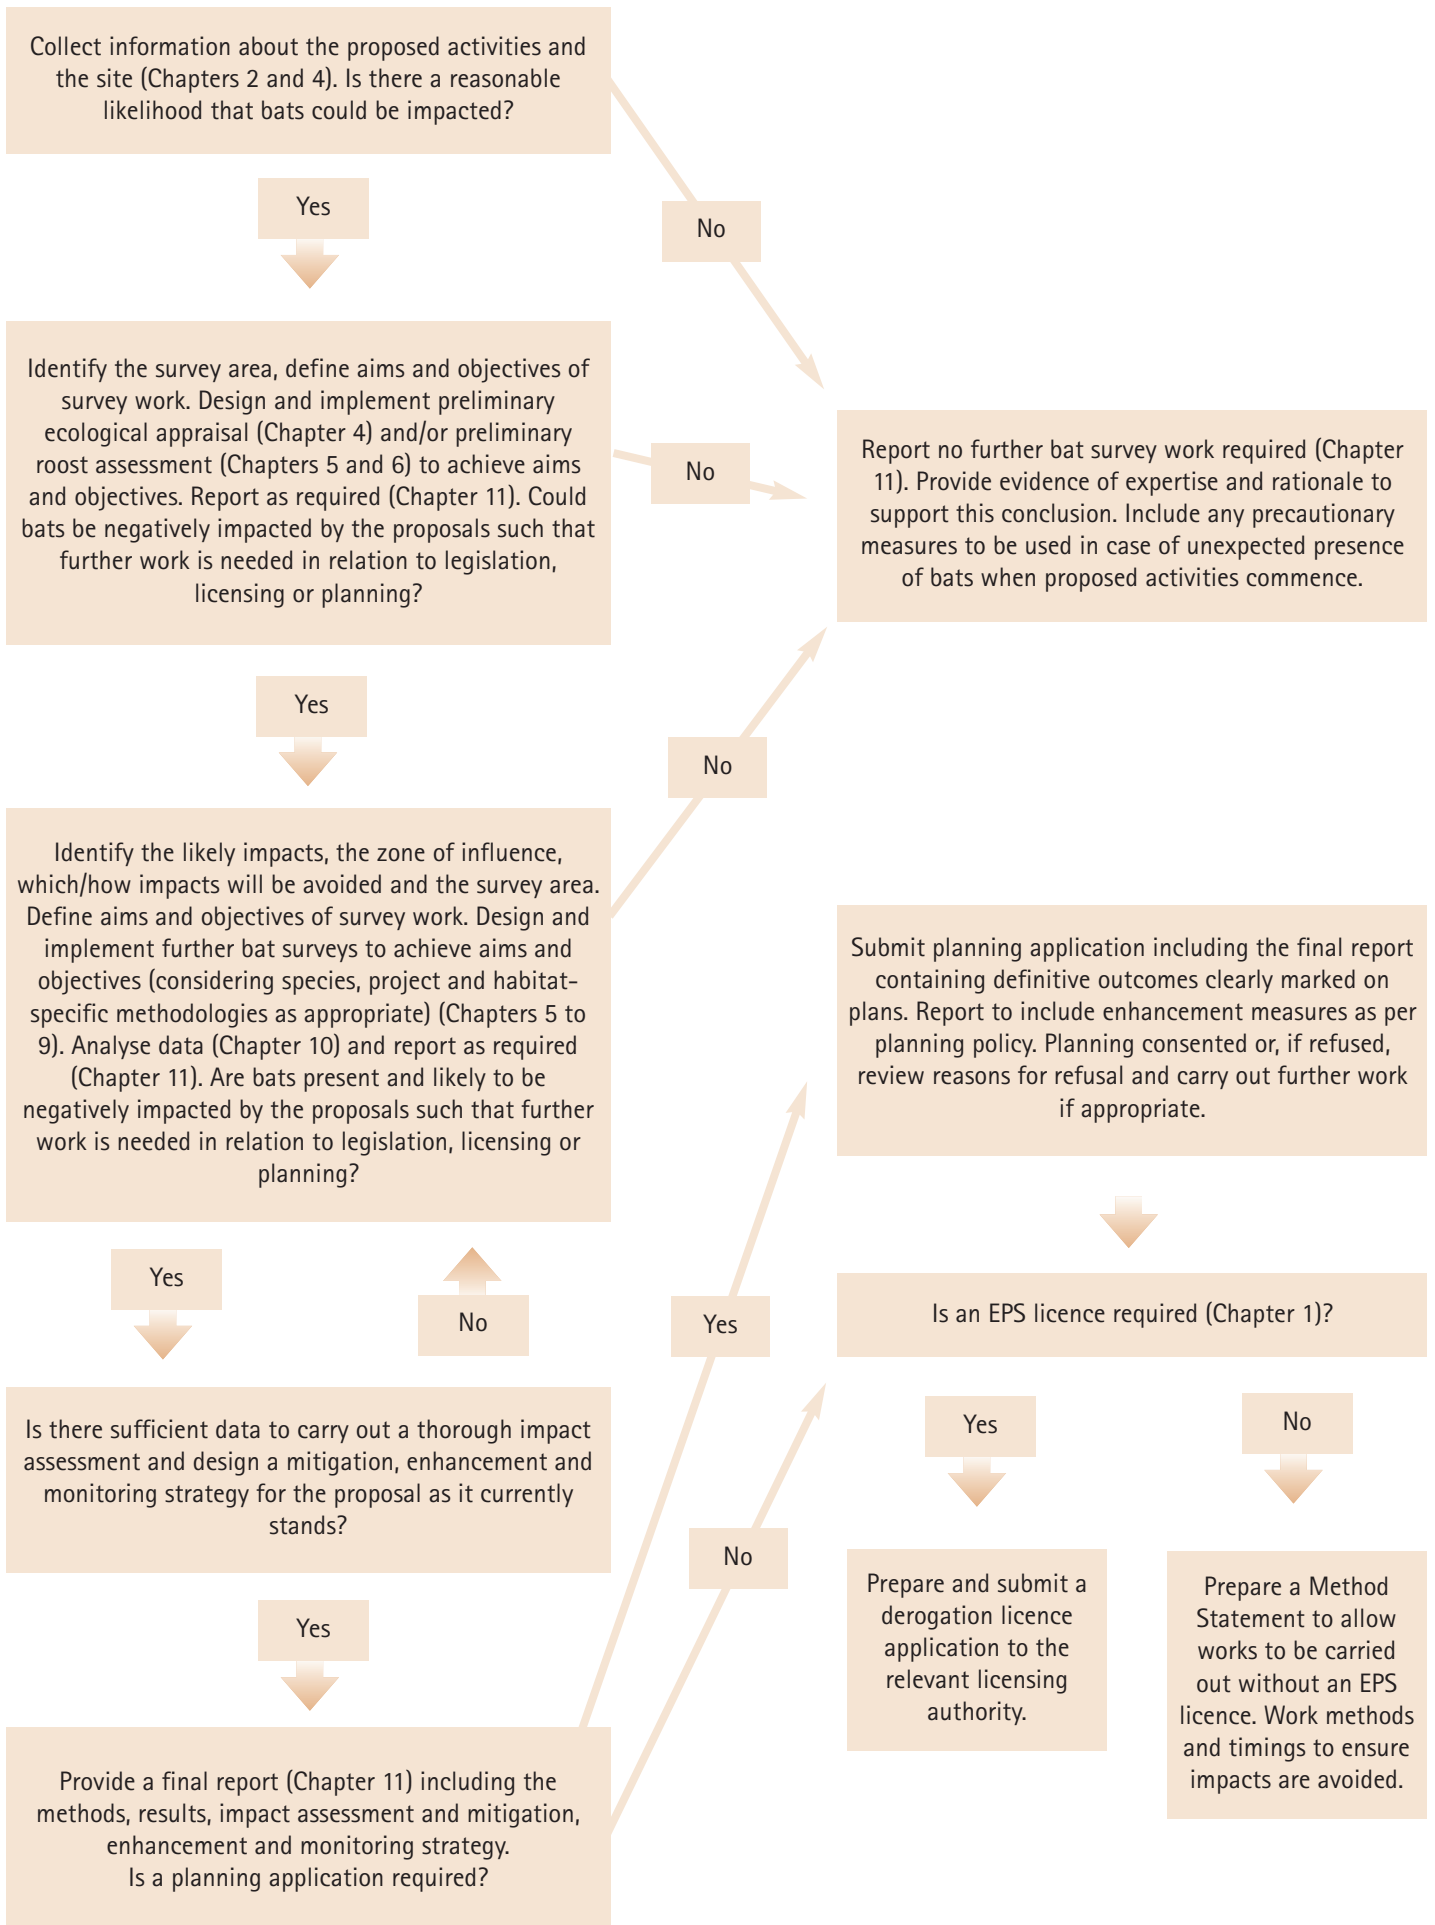 Collect information about the proposed activities and
the site (Chapters 2 and 4). Is there a reasonable
likelihood that bats could be impacted?
Yes
No
Identify the survey area, define aims and objectives of
survey work. Design and implement preliminary
ecological appraisal (Chapter 4) and/or preliminary
roost assessment (Chapters 5 and 6) to achieve aims
and objectives. Report as required (Chapter 11). Could
bats be negatively impacted by the proposals such that
further work is needed in relation to legislation,
licensing or planning?
No
Report no further bat survey work required (Chapter
11). Provide evidence of expertise and rationale to
support this conclusion. Include any precautionary
measures to be used in case of unexpected presence
of bats when proposed activities commence.
Yes
No
Identify the likely impacts, the zone of influence,
which/how impacts will be avoided and the survey area.
Define aims and objectives of survey work. Design and
implement further bat surveys to achieve aims and
objectives (considering species, project and habitat-
specific methodologies as appropriate) (Chapters 5 to
9). Analyse data (Chapter 10) and report as required
(Chapter 11). Are bats present and likely to be
negatively impacted by the proposals such that further
work is needed in relation to legislation, licensing or
planning?
Yes
No
Is there sufficient data to carry out a thorough impact
assessment and design a mitigation, enhancement and
monitoring strategy for the proposal as it currently
stands?
Yes
Provide a final report (Chapter 11) including the
methods, results, impact assessment and mitigation,
enhancement and monitoring strategy.
Is a planning application required?
Yes
No
Submit planning application including the final report
containing definitive outcomes clearly marked on
plans. Report to include enhancement measures as per
planning policy. Planning consented or, if refused,
review reasons for refusal and carry out further work
if appropriate.
Is an EPS licence required (Chapter 1)?
Yes
No
Prepare and submit a
derogation licence
application to the
relevant licensing
authority.
Prepare a Method
Statement to allow
works to be carried
out without an EPS
licence. Work methods
and timings to ensure
impacts are avoided.